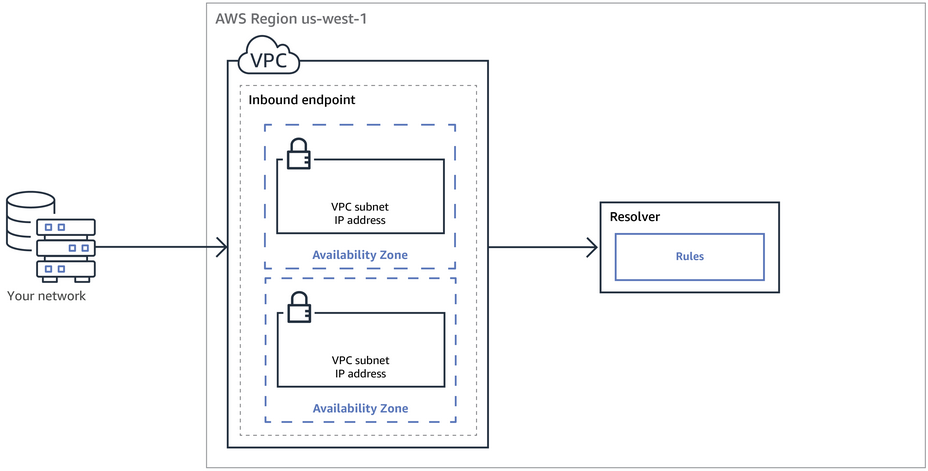 AWS Region us-west-1
VPC
Inbound endpoint
VPC subnet
IP address
Availability Zone
VPC subnet
IP address
Availability Zone
Your network
Resolver
Rules